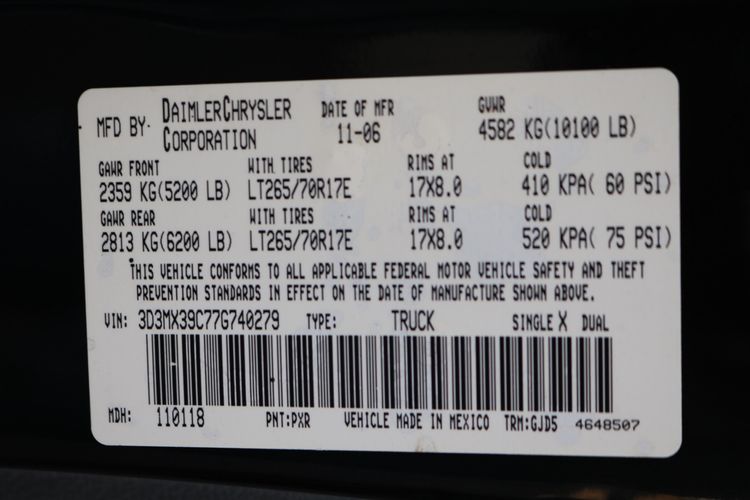 MFD BY: DAIMLERCHRYSLER CORPORATION DATE OF MFR 11-06 GVWR 4582 KG(10100 LB)
GAWR FRONT WITH TIRES RIMS AT COLD
2359 KG(5200 LB) LT265/70R17E 17X8.0 410 KPA( 60 PSI)
GAWR REAR WITH TIRES RIMS AT COLD
2813 KG(6200 LB) LT265/70R17E 17X8.0 520 KPA( 75 PSI)
THIS VEHICLE CONFORMS TO ALL APPLICABLE FEDERAL MOTOR VEHICLE SAFETY AND THEFT
PREVENTION STANDARDS IN EFFECT ON THE DATE OF MANUFACTURE SHOWN ABOVE.
VIN: 3D3MX39C77G740279 TYPE: TRUCK SINGLE X DUAL
MDH: 110118 PNT:PXR VEHICLE MADE IN MEXICO TRM:GJD5 4648507